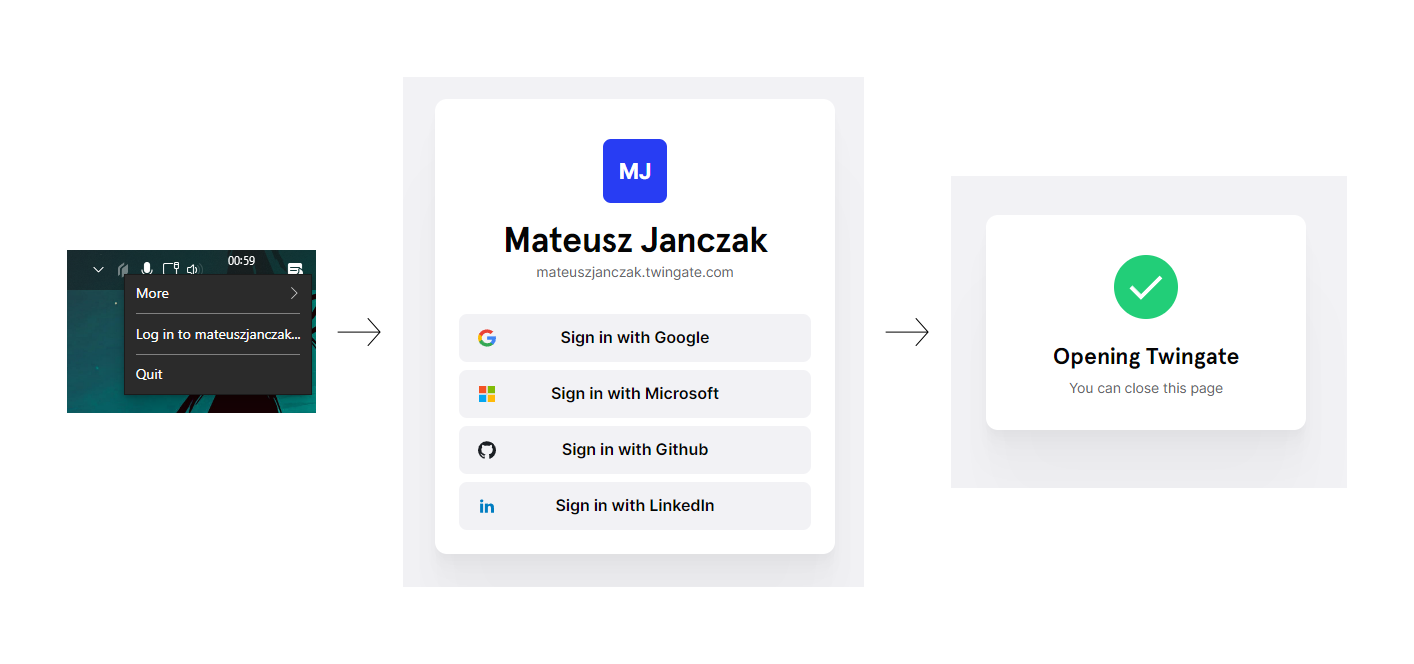 00:59
More
Log in to mateuszjanczak...
Quit
MJ
Mateusz Janczak
mateuszjanczak.twingate.com
Sign in with Google
Sign in with Microsoft
Sign in with Github
in
Sign in with LinkedIn
Opening Twingate
You can close this page